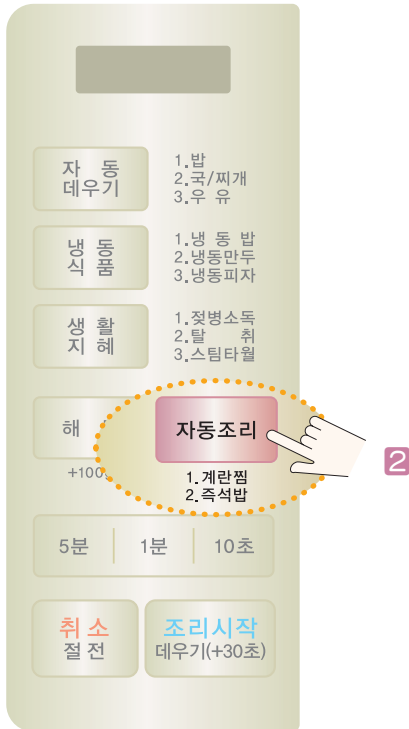 자 동
데우기
1.밥
2.국/찌개
3.우 유
냉 동
식 품
1.냉 동 밥
2.냉동만두
3.냉동피자
생 활
지 혜
1.젖병소독
2.탈 취
3.스팀타월
해
자동조리
2
+100
1.계란찜
2.즉석밥
5분 1분 10초
취 소
절 전
조리시작
데우기(+30초)